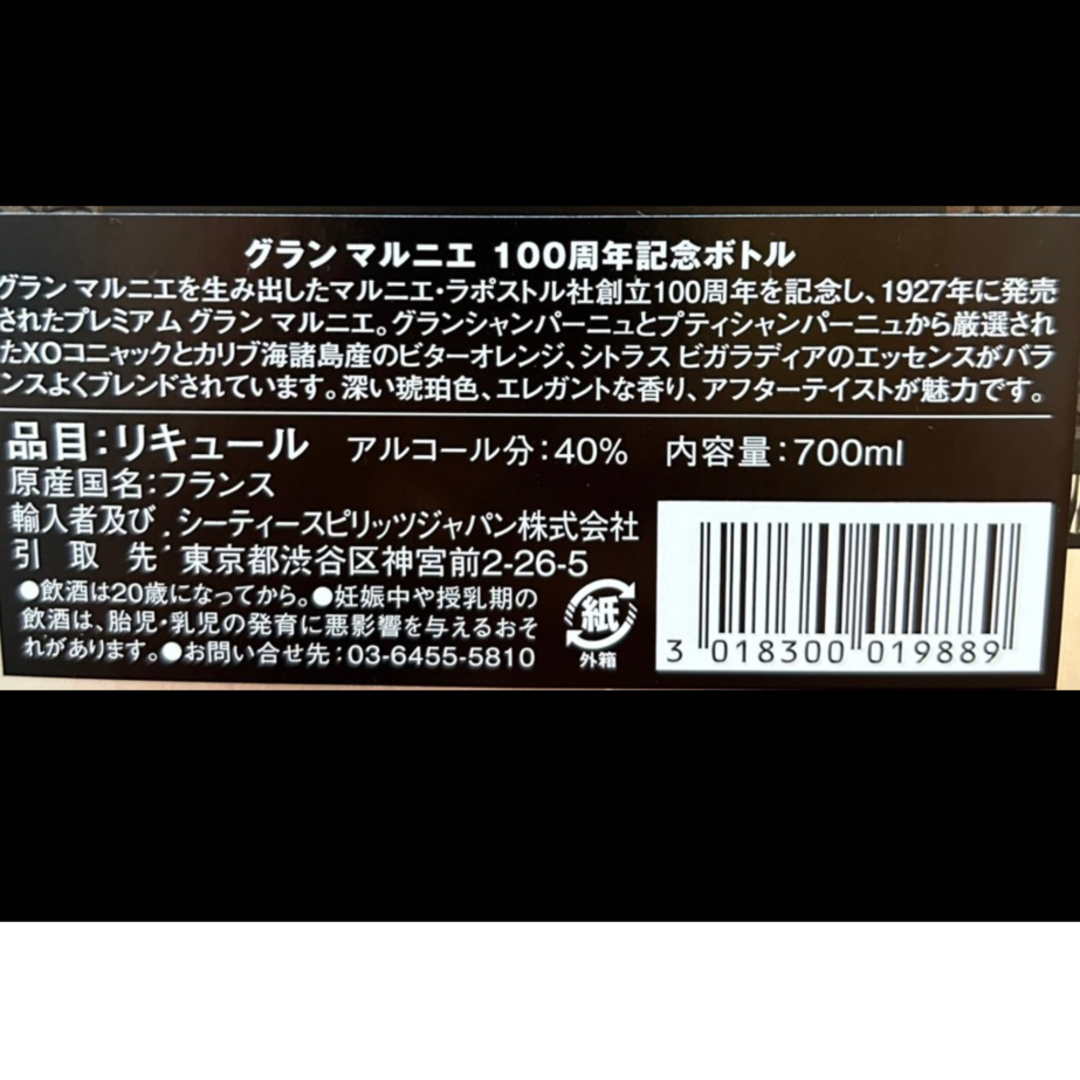 グラン マルニエ 100周年記念ボトル
グラン マルニエを生み出したマルニエ・ラポストル社創立100周年を記念し、1927年に発売
されたプレミアム グラン マルニエ。グランシャンパーニュとプティシャンパーニュから厳選され
たXOコニャックとカリブ海諸島産のビターオレンジ、シトラス ビガラディアのエッセンスがバラ
ンスよくブレンドされています。深い琥珀色、エレガントな香り、アフターテイストが魅力です。
品目:リキュール アルコール分:40% 内容量:700ml
原産国名:フランス
輸入者及び 引取先: シーティースピリッツジャパン株式会社
東京都渋谷区神宮前2-26-5
●飲酒は20歳になってから。●妊娠中や授乳期の
飲酒は、胎児・乳児の発育に悪影響を与えるおそ
れがあります。●お問い合せ先:03-6455-5810
紙
外箱
3 018300 019889